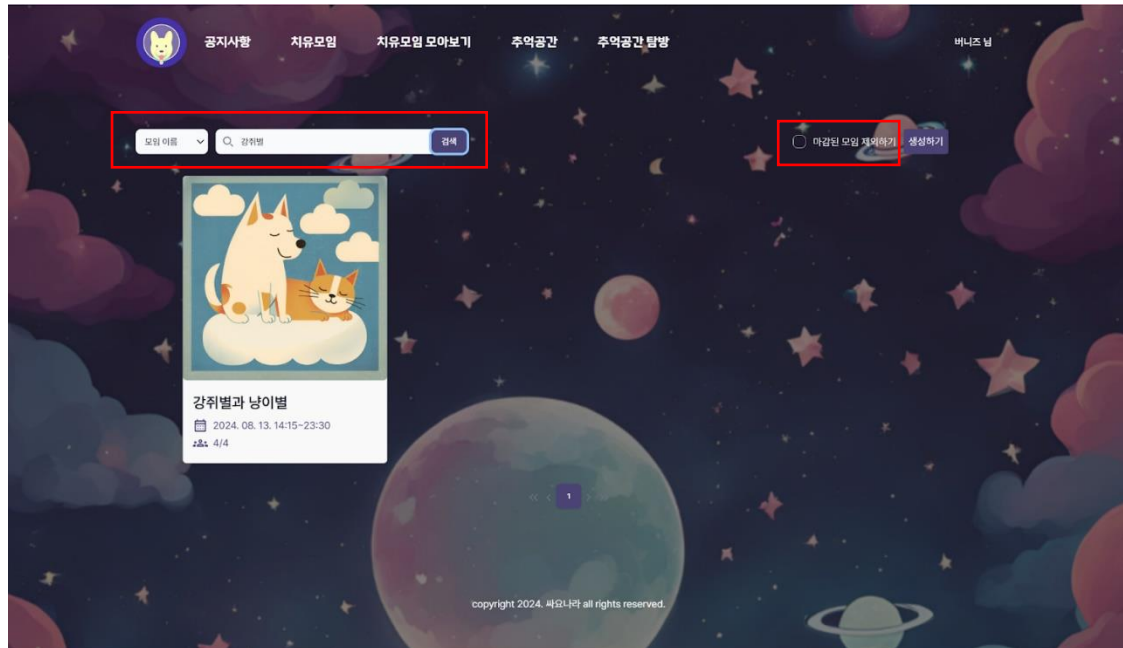 공지사항 치유모임 치유모임 모아보기 추억공간 추억공간 탐방 버니즈 님
모임 이름 강쥐별 검색 마감된 모임 제외하기 생성하기
강쥐별과 냥이별
2024. 08. 13. 14:15~23:30
4/4
<< < 1 >
copyright 2024. 싸요나라 all rights reserved.